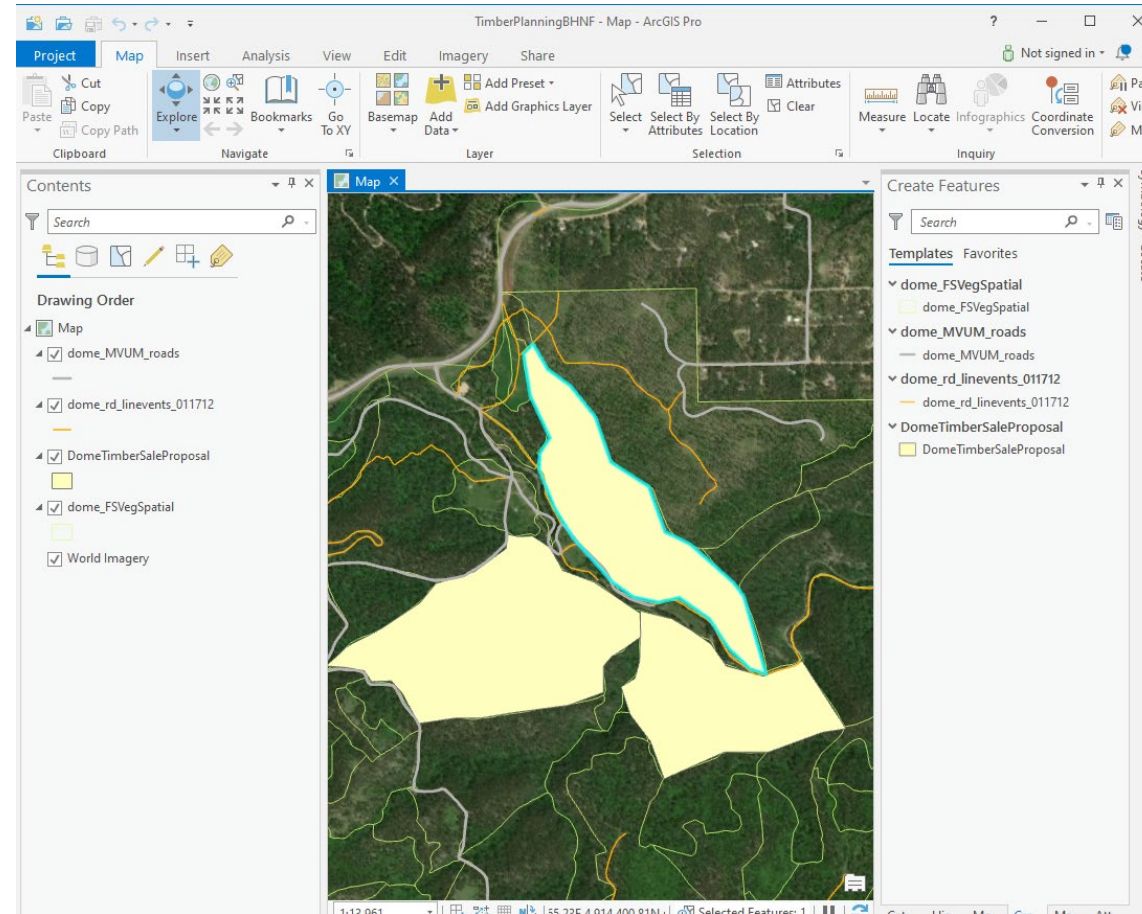 TimberPlanningBHNF - Map - ArcGIS Pro
?
Project Map Insert Analysis View Edit Imagery Share
Not signed in
Paste
Cut
Copy
Copy Path
Clipboard
Explore
Bookmarks
Go To XY
Navigate
Basemap
Add Data
Add Preset
Add Graphics Layer
Layer
Select
Select By Attributes
Select By Location
Attributes
Clear
Selection
Measure
Locate
Infographics
Coordinate Conversion
Inquiry
Contents
Search
Drawing Order
Map
dome_MVUM_roads
dome_rd_linevents_011712
DomeTimberSaleProposal
dome_FSVegSpatial
World Imagery
Map
Create Features
Search
Templates Favorites
dome_FSVegSpatial
dome_FSVegSpatial
dome_MVUM_roads
dome_MVUM_roads
dome_rd_linevents_011712
dome_rd_linevents_011712
DomeTimberSaleProposal
DomeTimberSaleProposal
1:13,961
Selected Features: 1